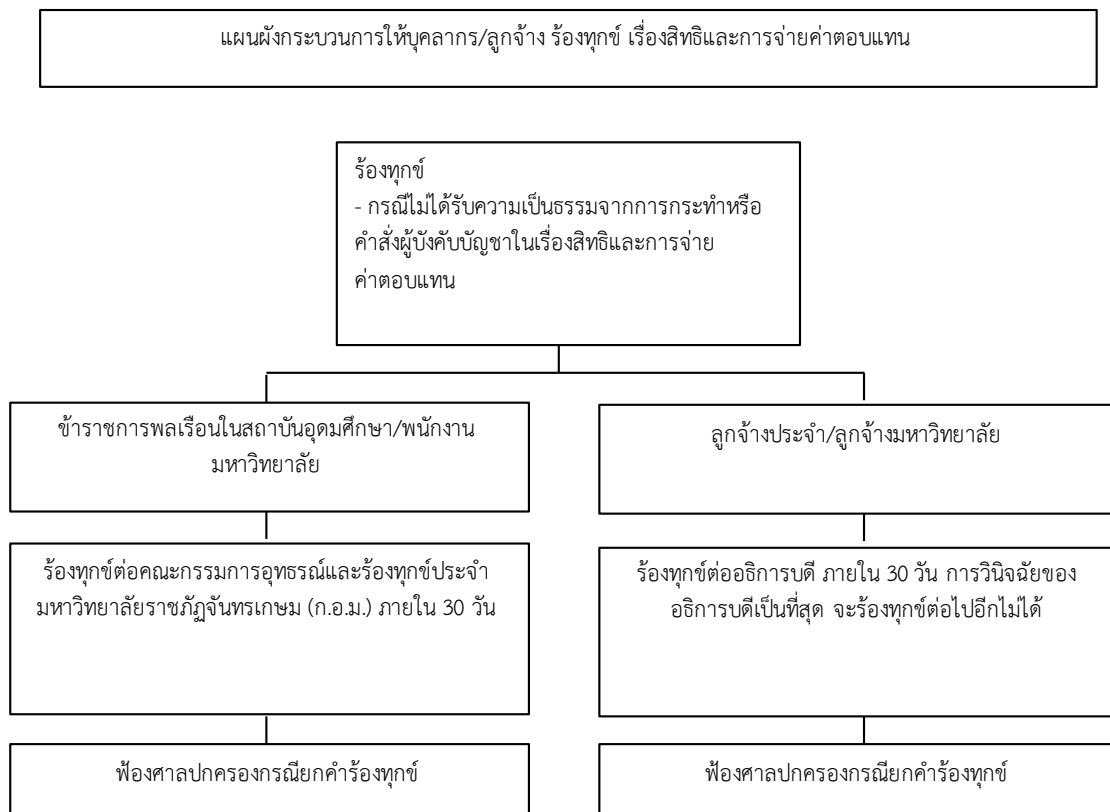 แผนผังกระบวนการให้บุคลากร/ลูกจ้าง ร้องทุกข์ เรื่องสิทธิและการจ่ายค่าตอบแทน
ร้องทุกข์
- กรณีไม่ได้รับความเป็นธรรมจากการกระทำหรือ
คำสั่งผู้บังคับบัญชาในเรื่องสิทธิและการจ่าย
ค่าตอบแทน
ข้าราชการพลเรือนในสถาบันอุดมศึกษา/พนักงาน
มหาวิทยาลัย
ลูกจ้างประจำ/ลูกจ้างมหาวิทยาลัย
ร้องทุกข์ต่อคณะกรรมการอุทธรณ์และร้องทุกข์ประจำ
มหาวิทยาลัยราชภัฏจันทรเกษม (ก.อ.ม.) ภายใน 30 วัน
ร้องทุกข์ต่ออธิการบดี ภายใน 30 วัน การวินิจฉัยของ
อธิการบดีเป็นที่สุด จะร้องทุกข์ต่อไปอีกไม่ได้
ฟ้องศาลปกครองกรณียกคำร้องทุกข์
ฟ้องศาลปกครองกรณียกคำร้องทุกข์